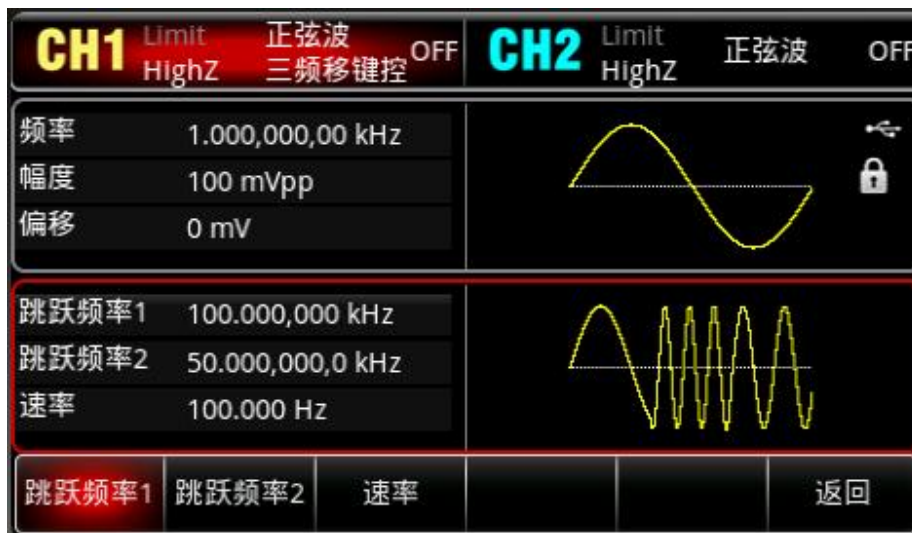 CH1 Limit 正弦波 OFF CH2 Limit 正弦波 OFF
HighZ 三频移键控 HighZ
频率 1.000,000,00 kHz
幅度 100 mVpp
偏移 0 mV
跳跃频率1 100.000,000 kHz
跳跃频率2 50.000,000,0 kHz
速率 100.000 Hz
跳跃频率1 跳跃频率2 速率 返回